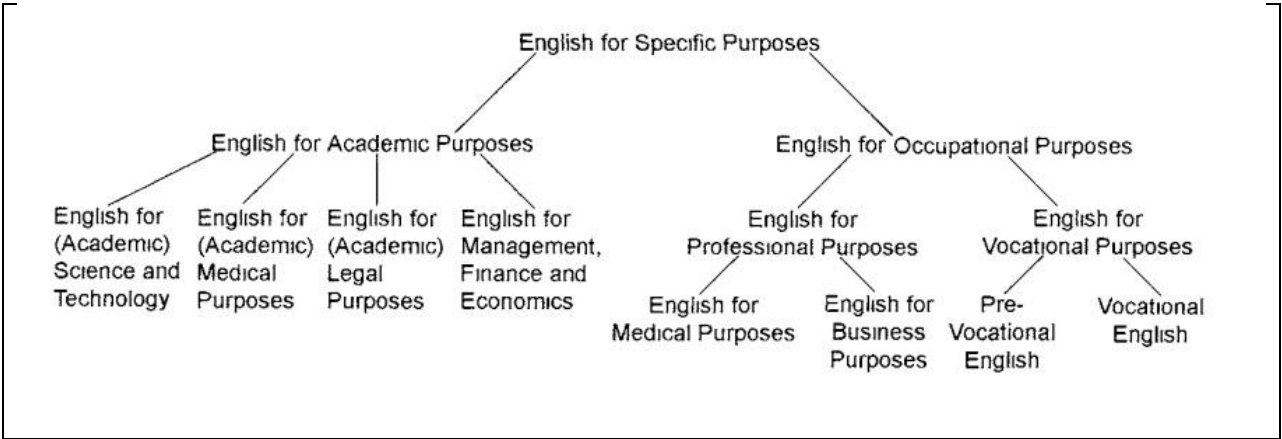 English for Specific Purposes
English for Academic Purposes
English for Occupational Purposes
English for
(Academic)
Science and
Technology
English for
(Academic)
Medical
Purposes
English for
(Academic)
Legal
Purposes
English for
Management,
Finance and
Economics
English for
Professional Purposes
English for
Vocational Purposes
English for
Medical Purposes
English for
Business
Purposes
Pre-
Vocational
English
Vocational
English